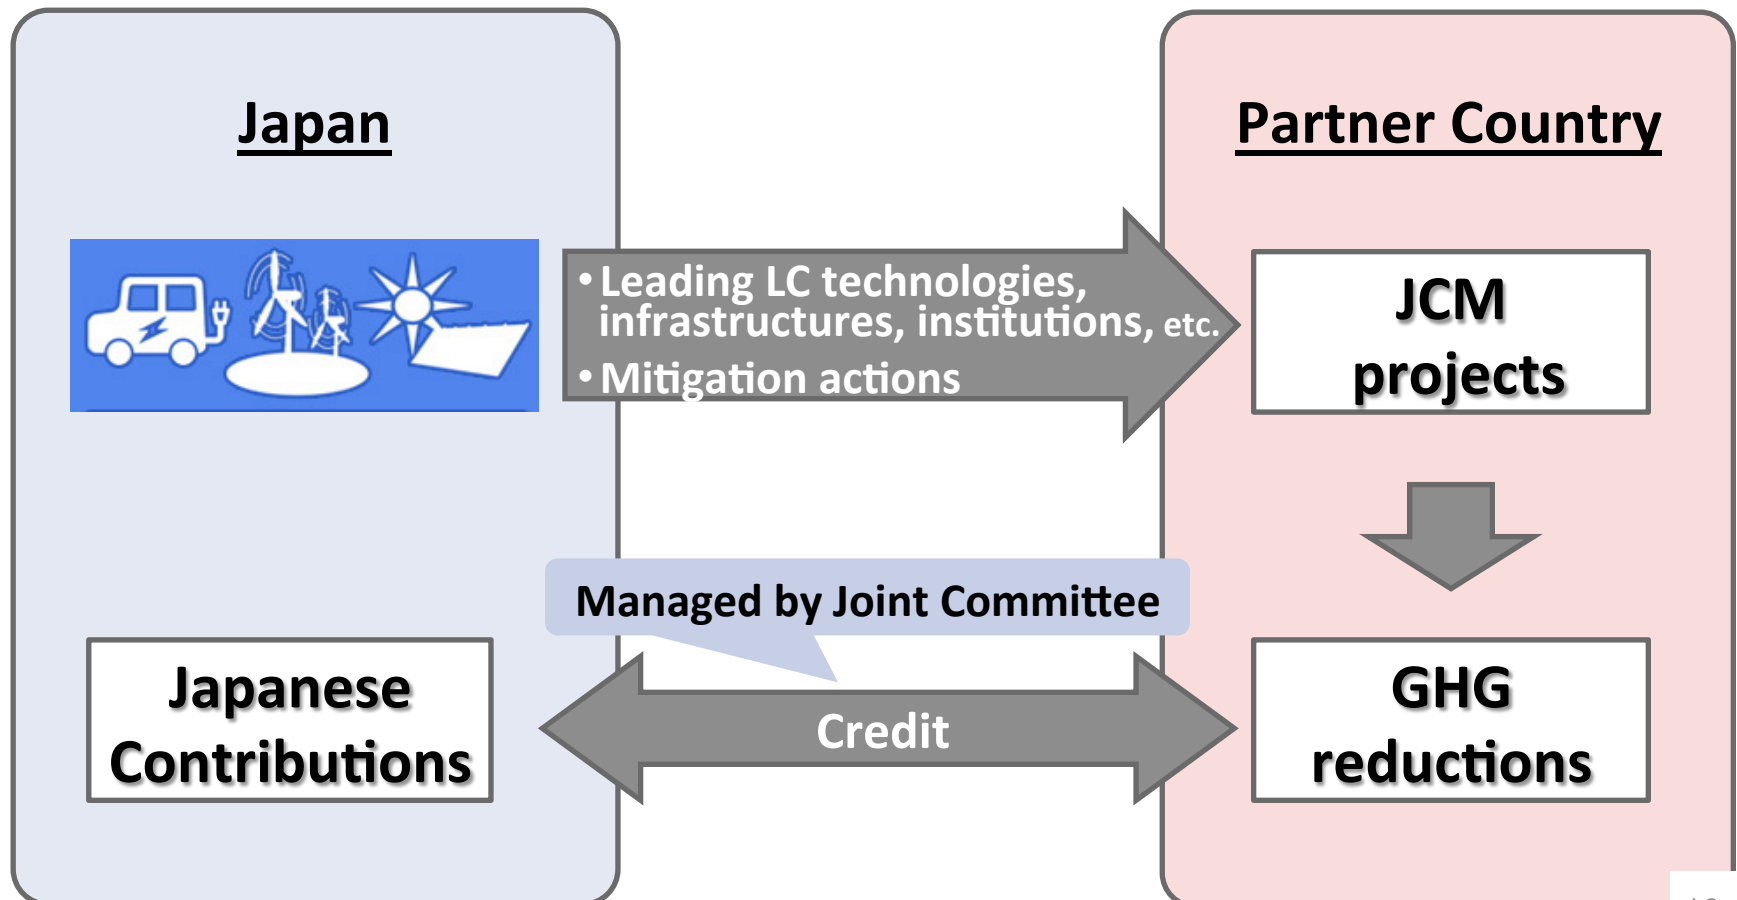 Japan
Partner Country
• Leading LC technologies,
infrastructures, institutions, etc.
• Mitigation actions
JCM
projects
Managed by Joint Committee
Japanese
Contributions
Credit
GHG
reductions